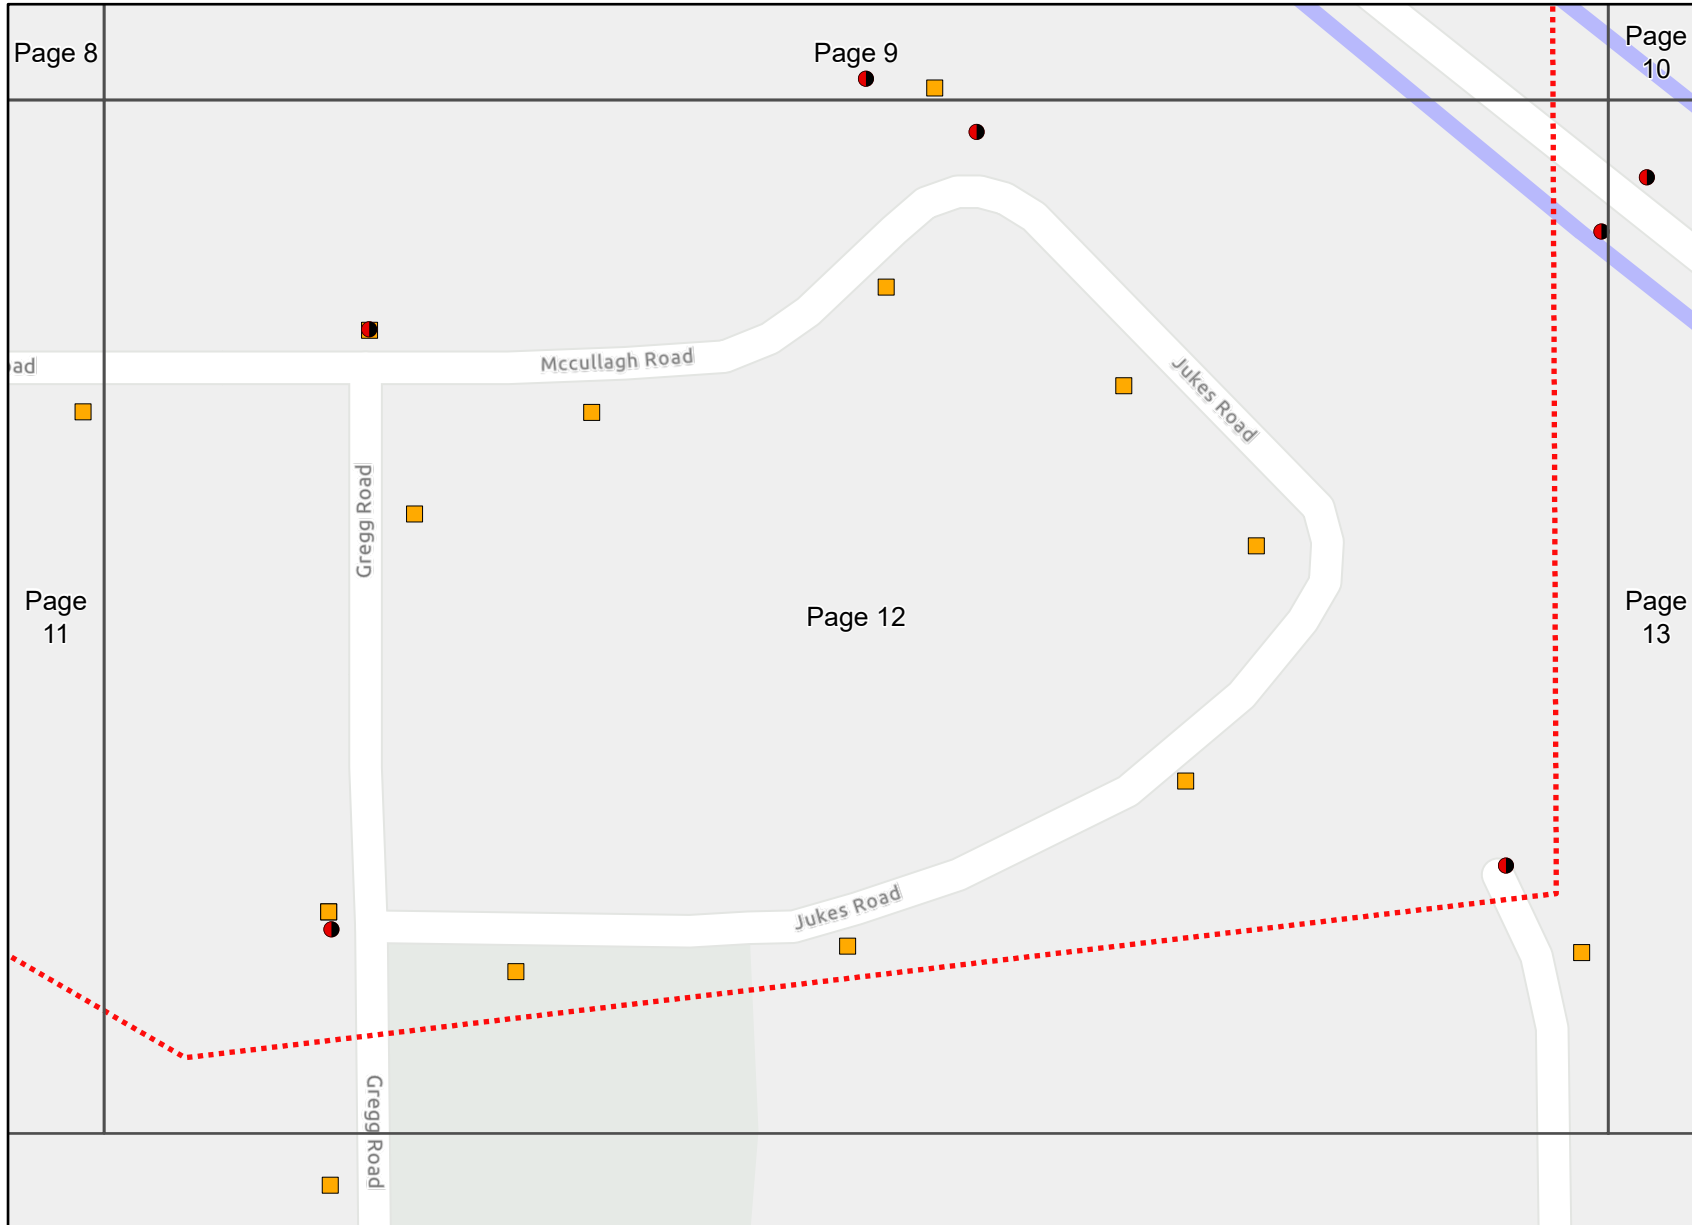 Page 8
Page 9
Page
10
Mccullagh Road
oad
Jukes Road
Gregg Road
Page
11
Page 12
Page
13
Jukes Road
Gregg Road